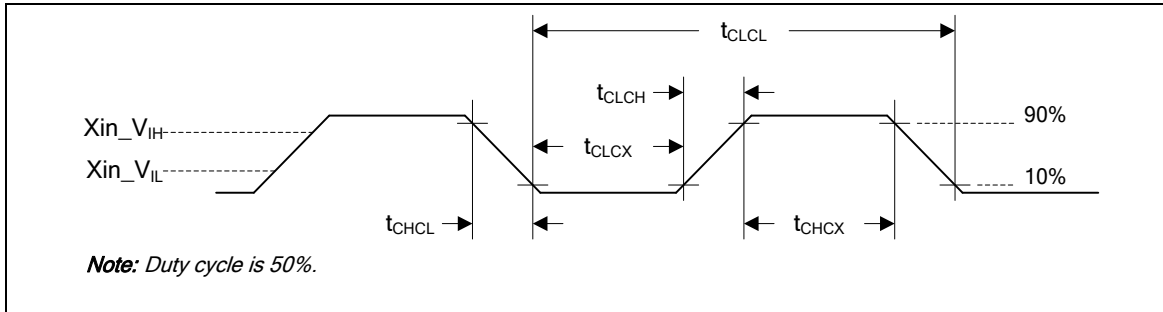 tCLCL
tCLCH
Xin_VIH
90%
tCLCX
Xin_VIL
10%
tCHCL
tCHCX
Note: Duty cycle is 50%.